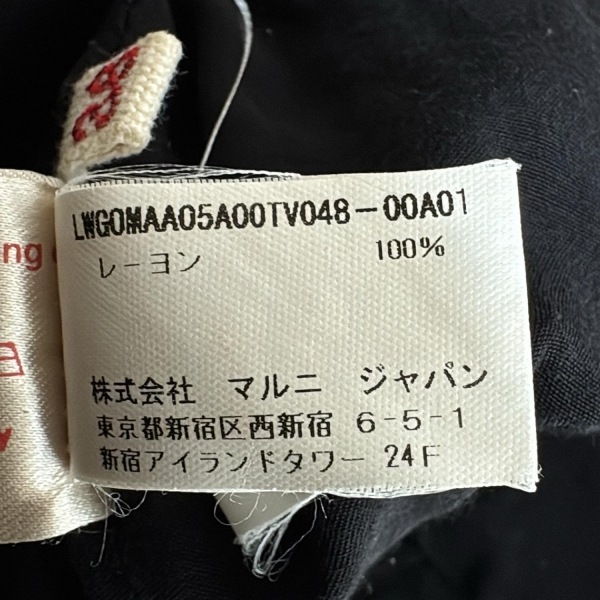 LWGOMAA05A00TV048-00A01
レーヨン 100%
株式会社 マルニ ジャパン
東京都新宿区西新宿 6-5-1
新宿アイランドタワー 24F
ng